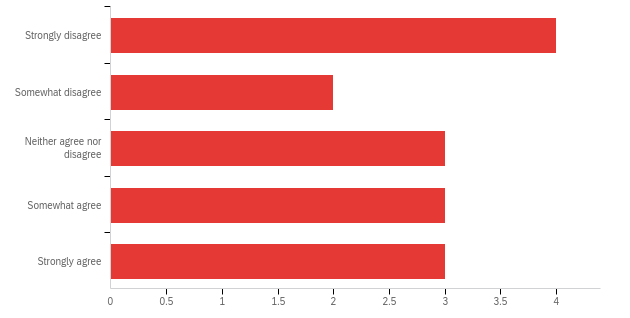 Strongly disagree
Somewhat disagree
Neither agree nor
disagree
Somewhat agree
Strongly agree
0 0.5 1 1.5 2 2.5 3 3.5 4